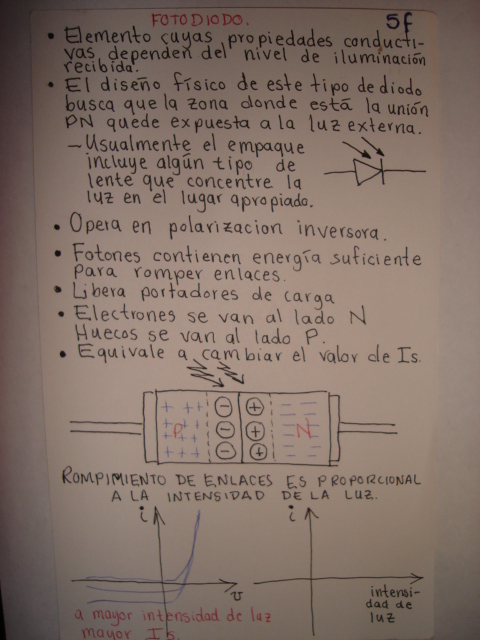 FOTODIODO.
5f
• Elemento cuyas propiedades conducti-
vas dependen del nivel de iluminación
recibida.
• El diseño físico de este tipo de diodo
busca que la zona donde está la unión
PN quede expuesta a la luz externa.
– Usualmente el empaque
incluye algún tipo de
lente que concentre la
luz en el lugar apropiado.
• Opera en polarizacion inversora.
• Fotones contienen energía suficiente
para romper enlaces.
• Libera portadores de carga
• Electrones se van al lado N
Huecos se van al lado P.
• Equivale a cambiar el valor de Is.
+ + +
P
− +
− +
− +
N
ROMPIMIENTO DE ENLACES ES PROPORCIONAL
A LA INTENSIDAD DE LA LUZ.
i
v
i
intensi-
dad de
luz
a mayor intensidad de luz
mayor Is.